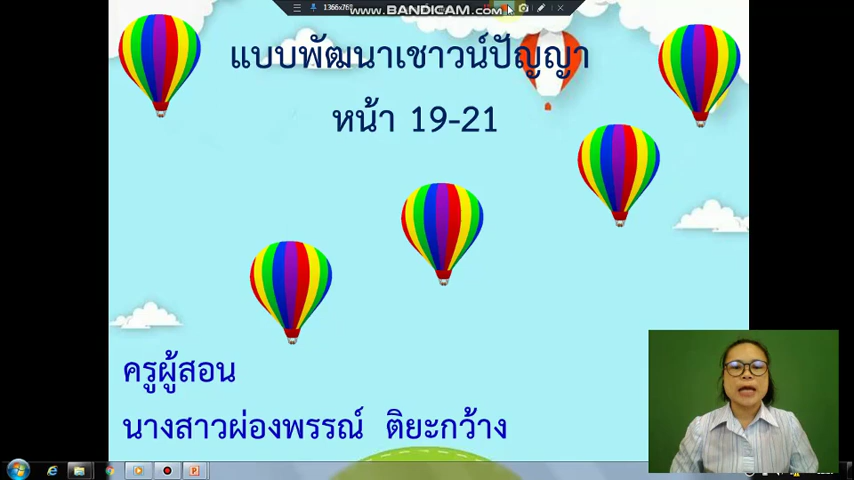 1366x768
WWW.BANDICAM.COM
แบบพัฒนาเชาวน์ปัญญา
หน้า 19-21
ครูผู้สอน
นางสาวผ่องพรรณ์ ติยะกว้าง